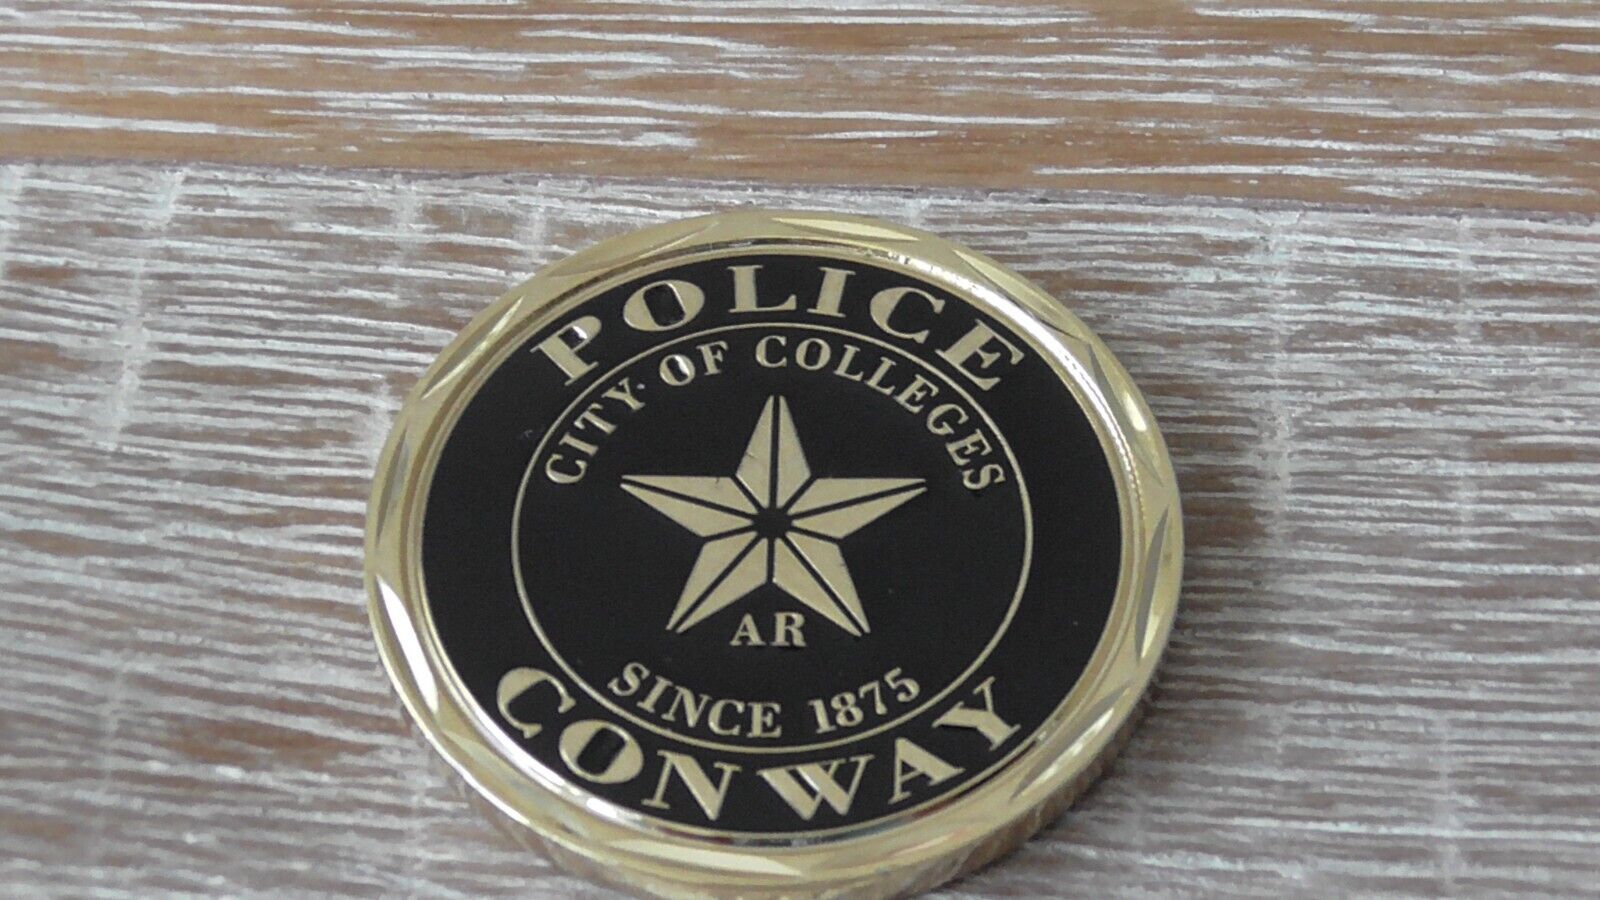 POLICE
CITY OF COLLEGES
AR
SINCE 1875
CONWAY